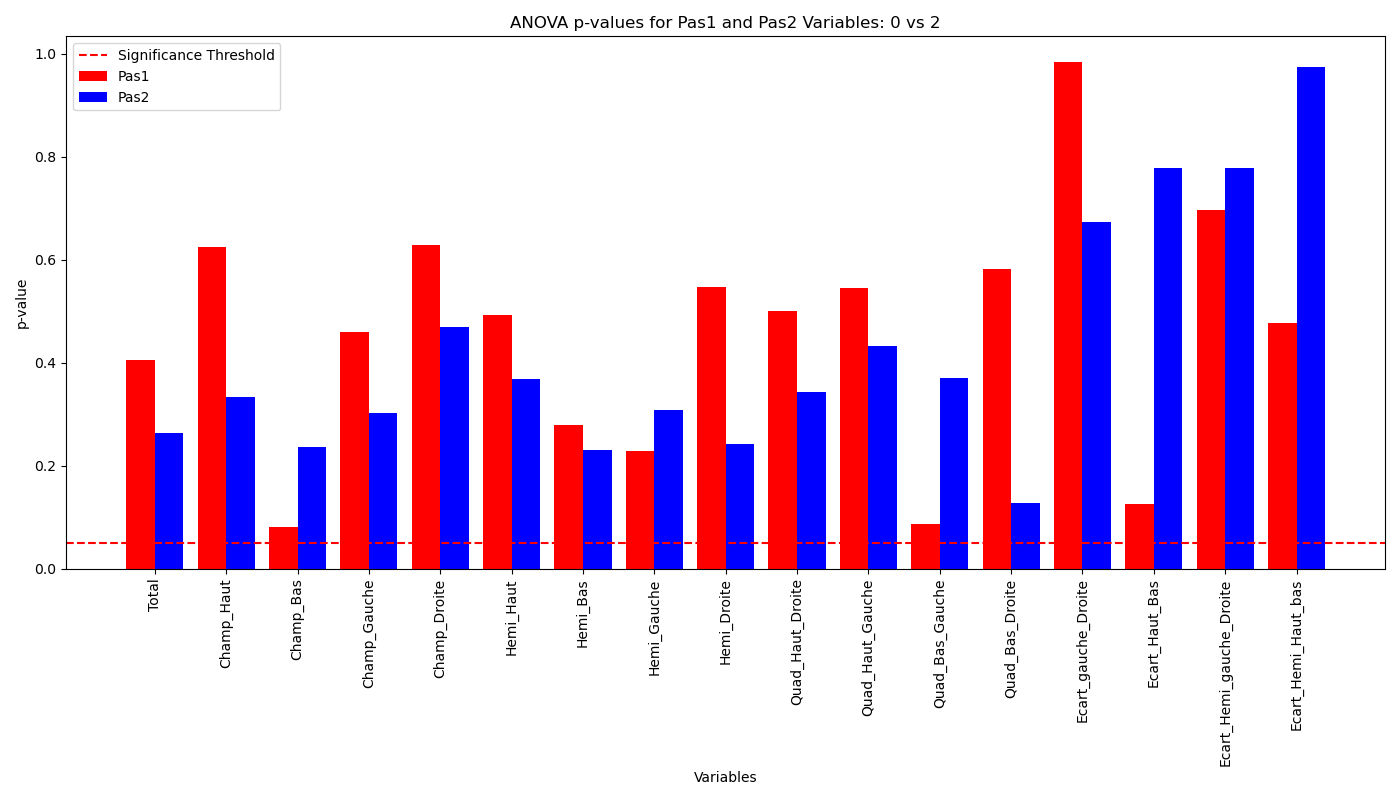 ANOVA p-values for Pas1 and Pas2 Variables: 0 vs 2
Significance Threshold
Pas1
Pas2
p-value
1.0
0.8
0.6
0.4
0.2
0.0
Total
Champ_Haut
Champ_Bas
Champ_Gauche
Champ_Droite
Hemi_Haut
Hemi_Bas
Hemi_Gauche
Hemi_Droite
Quad_Haut_Droite
Quad_Haut_Gauche
Quad_Bas_Gauche
Quad_Bas_Droite
Ecart_gauche_Droite
Ecart_Haut_Bas
Ecart_Hemi_gauche_Droite
Ecart_Hemi_Haut_bas
Variables